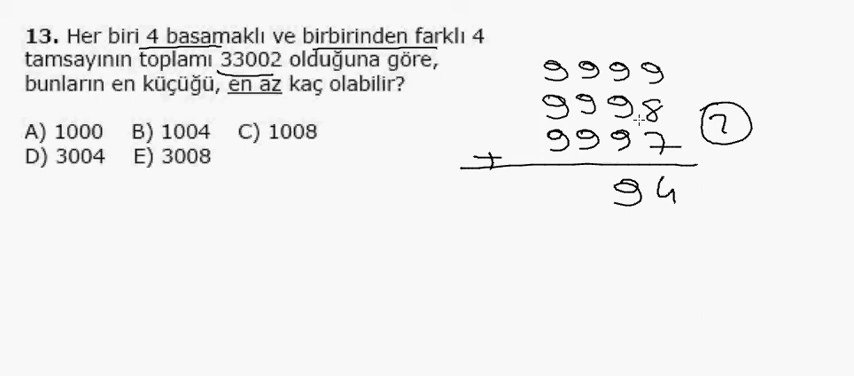 13. Her biri 4 basamaklı ve birbirinden farklı 4
tamsayının toplamı 33002 olduğuna göre,
bunların en küçüğü, en az kaç olabilir?
A) 1000 B) 1004 C) 1008
D) 3004 E) 3008
9999
9998
9997 ?
+
94